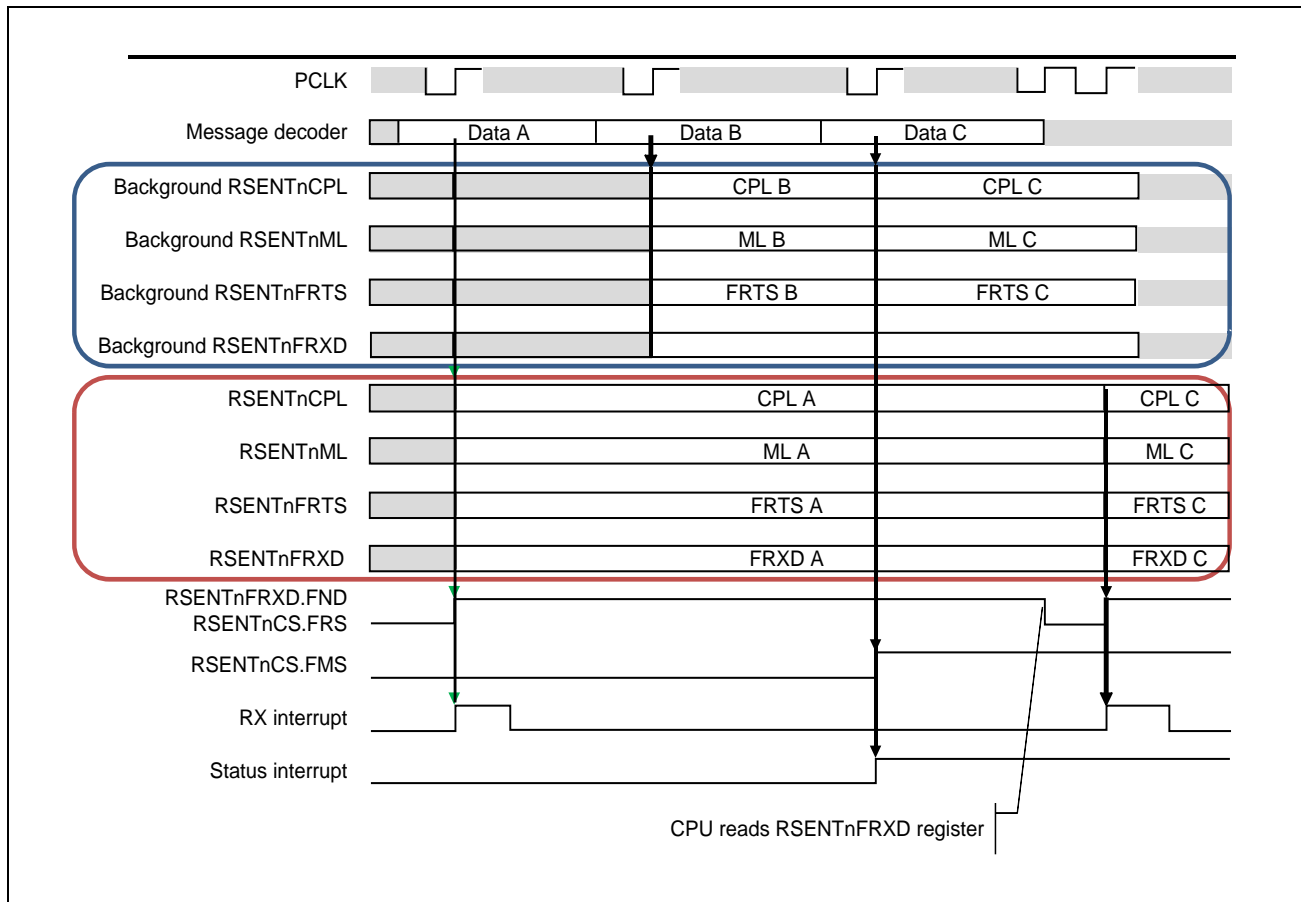 PCLK
Message decoder Data A Data B Data C
Background RSENTnCPL CPL B CPL C
Background RSENTnML ML B ML C
Background RSENTnFRTS FRTS B FRTS C
Background RSENTnFRXD
RSENTnCPL CPL A CPL C
RSENTnML ML A ML C
RSENTnFRTS FRTS A FRTS C
RSENTnFRXD FRXD A FRXD C
RSENTnFRXD.FND
RSENTnCS.FRS
RSENTnCS.FMS
RX interrupt
Status interrupt
CPU reads RSENTnFRXD register